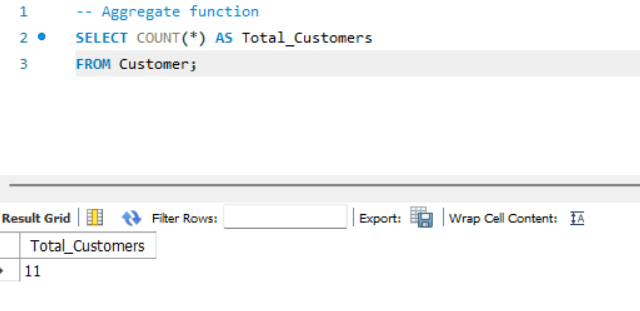 1 -- Aggregate function
2 SELECT COUNT(*) AS Total_Customers
3 FROM Customer;
Result Grid Filter Rows: Export: Wrap Cell Content: IA
Total_Customers
11